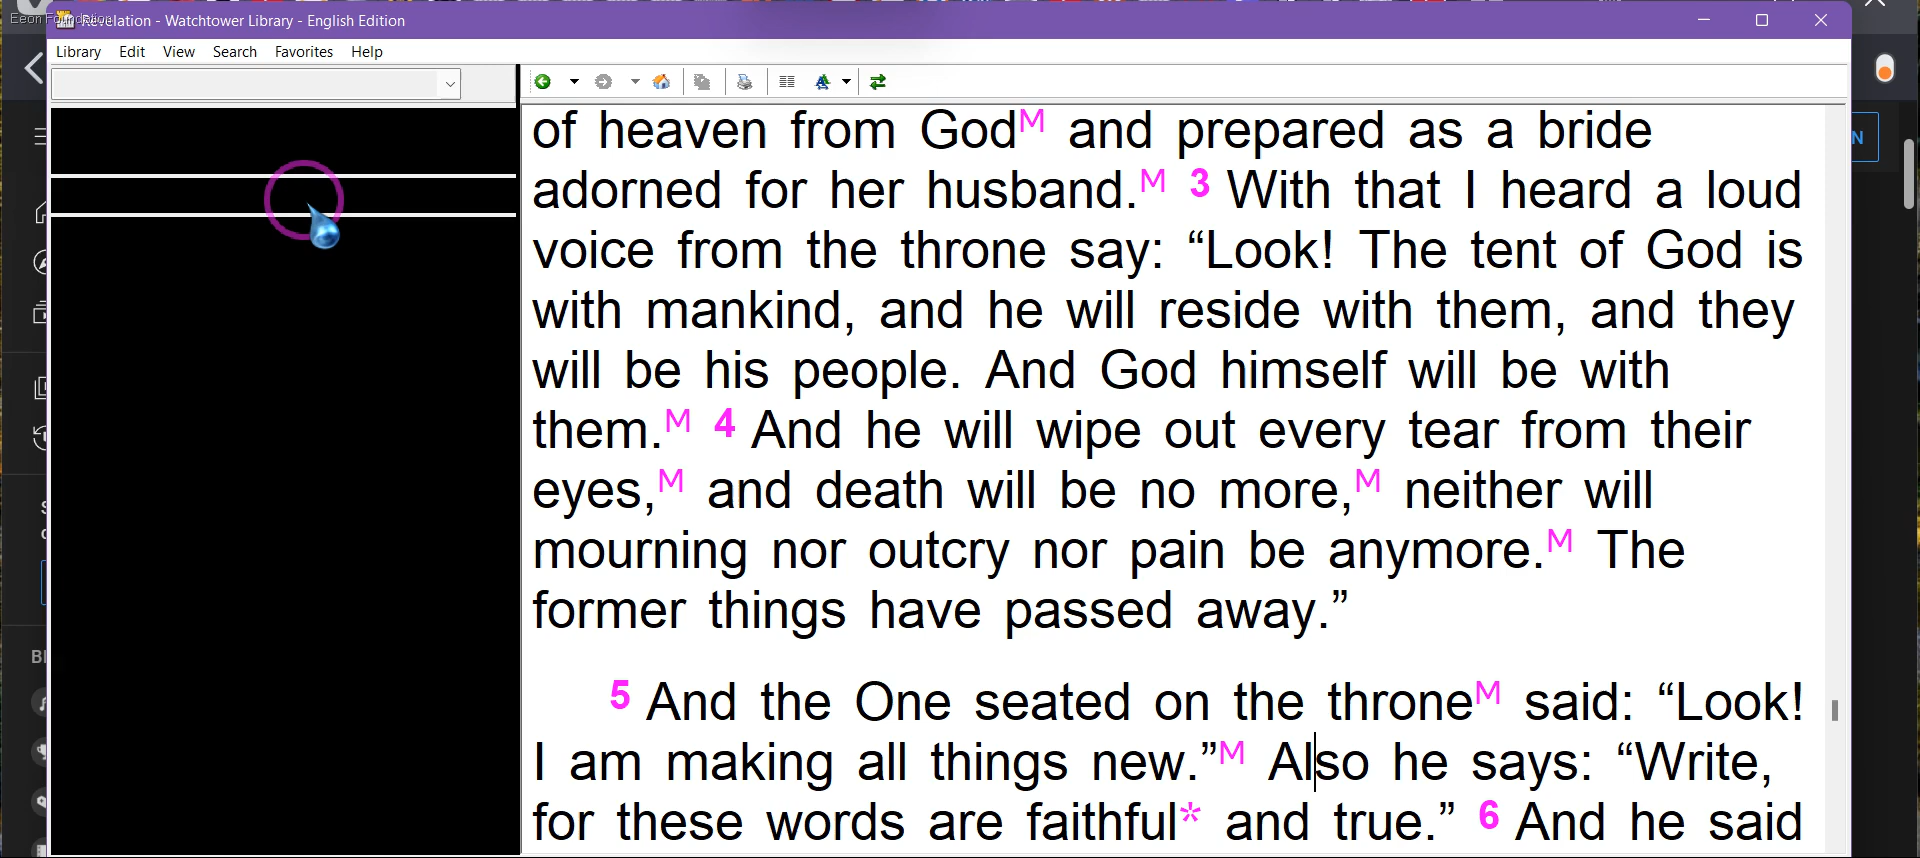 Eeon Foundation
Revelation - Watchtower Library - English Edition
Library Edit View Search Favorites Help
of heaven from Godᴹ and prepared as a bride
adorned for her husband.ᴹ 3 With that I heard a loud
voice from the throne say: “Look! The tent of God is
with mankind, and he will reside with them, and they
will be his people. And God himself will be with
them.ᴹ 4 And he will wipe out every tear from their
eyes,ᴹ and death will be no more,ᴹ neither will
mourning nor outcry nor pain be anymore.ᴹ The
former things have passed away.”
5 And the One seated on the throneᴹ said: “Look!
I am making all things new.”ᴹ Also he says: “Write,
for these words are faithful* and true.” 6 And he said